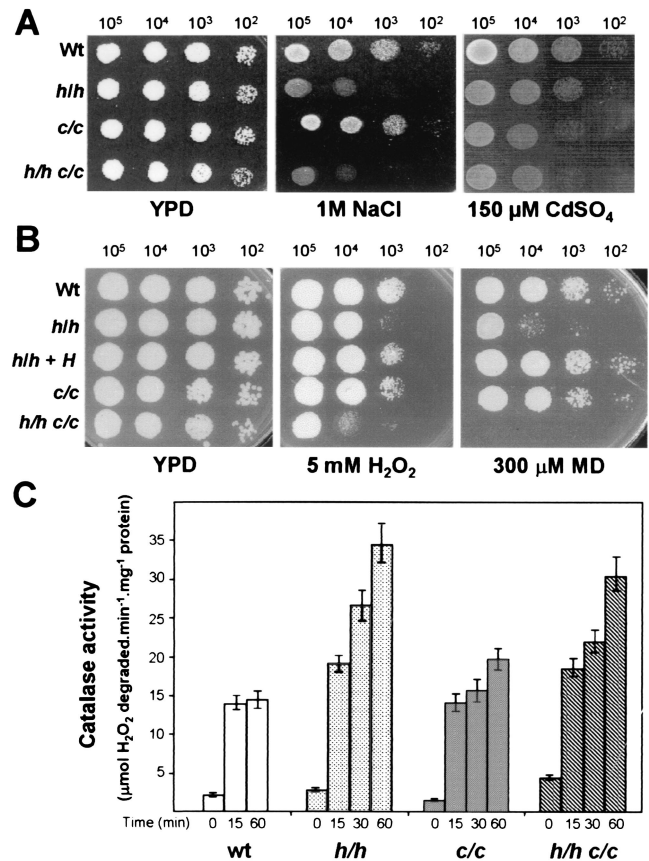 A
10⁵ 10⁴ 10³ 10² 10⁵ 10⁴ 10³ 10² 10⁵ 10⁴ 10³ 10²
Wt
h/h
c/c
h/h c/c
YPD 1M NaCl 150 µM CdSO₄
B
10⁵ 10⁴ 10³ 10² 10⁵ 10⁴ 10³ 10² 10⁵ 10⁴ 10³ 10²
Wt
h/h
h/h + H
c/c
h/h c/c
YPD 5 mM H₂O₂ 300 µM MD
C
Catalase activity
(µmol H₂O₂ degraded.min⁻¹.mg⁻¹ protein)
35
30
25
20
15
10
5
Time (min) 0 15 60 0 15 30 60 0 15 30 60 0 15 30 60
wt h/h c/c h/h c/c